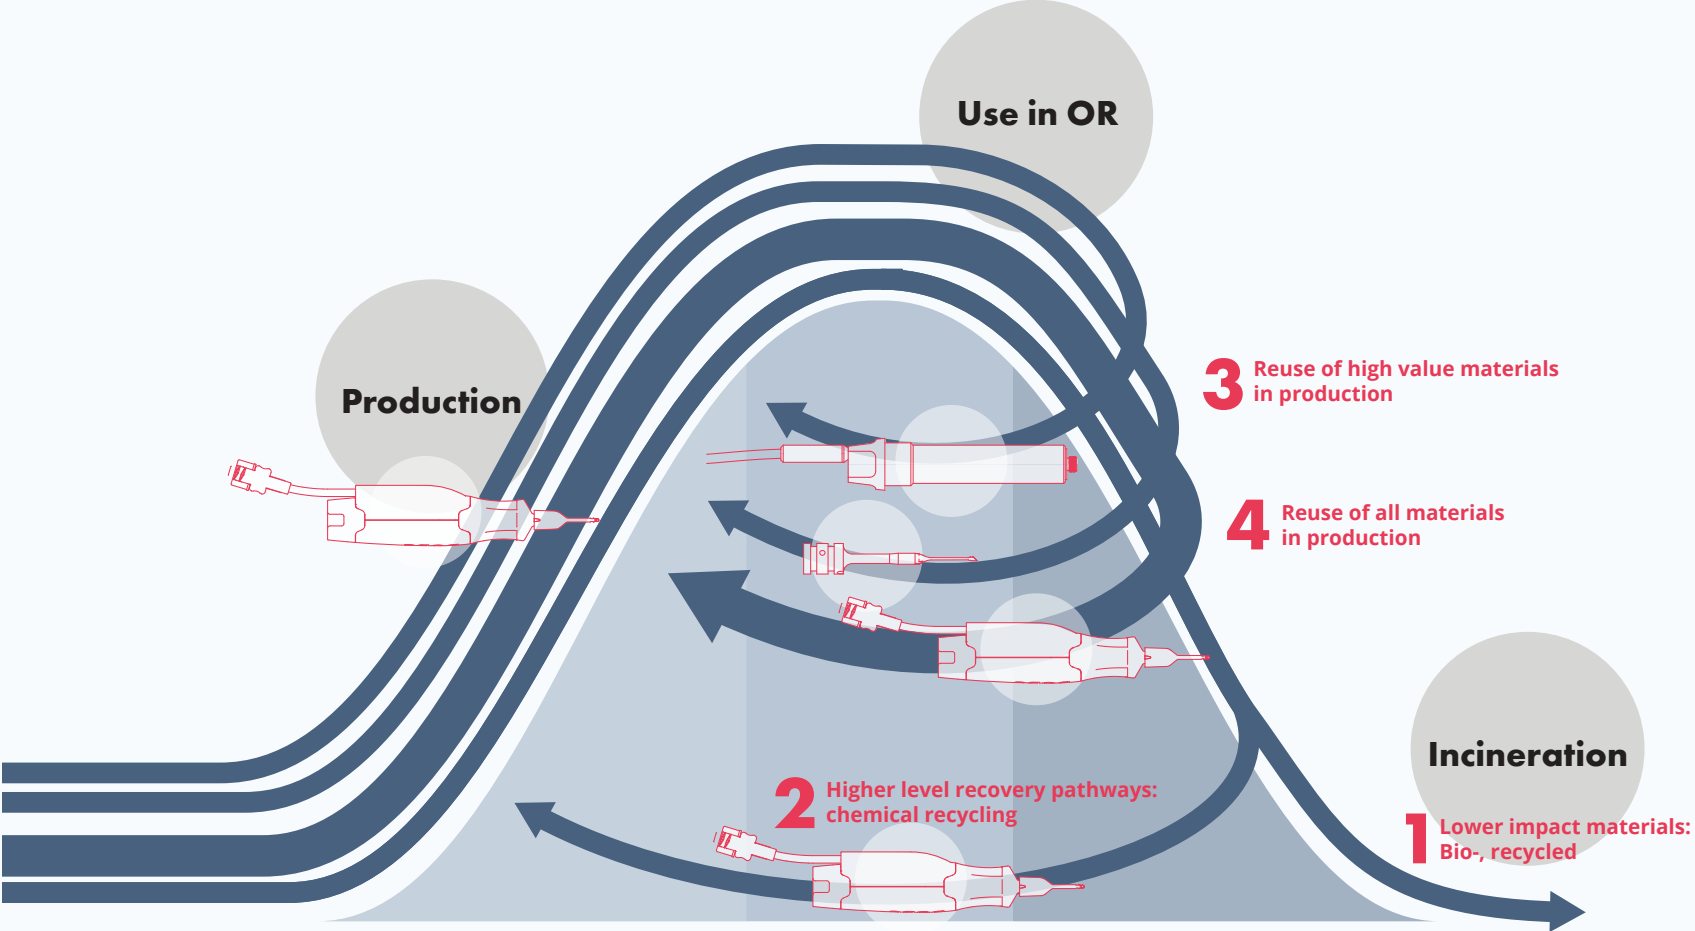 Use in OR
Production
3 Reuse of high value materials
in production
4 Reuse of all materials
in production
Incineration
2 Higher level recovery pathways:
chemical recycling
1 Lower impact materials:
Bio-, recycled